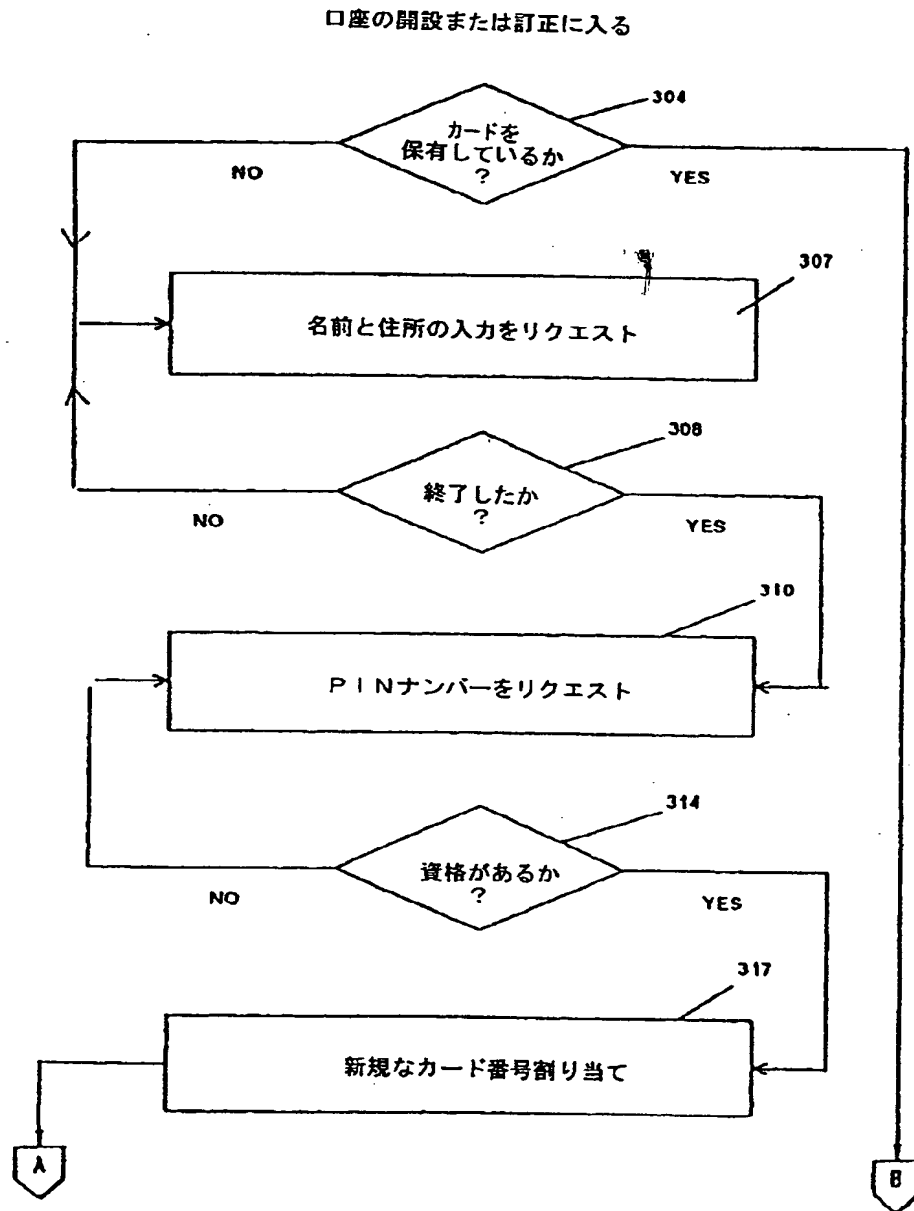 口座の開設または訂正に入る
304
カードを
保有しているか
?
NO
YES
307
名前と住所の入力をリクエスト
308
終了したか
?
NO
YES
310
PINナンバーをリクエスト
314
資格があるか
?
NO
YES
317
新規なカード番号割り当て
A
B